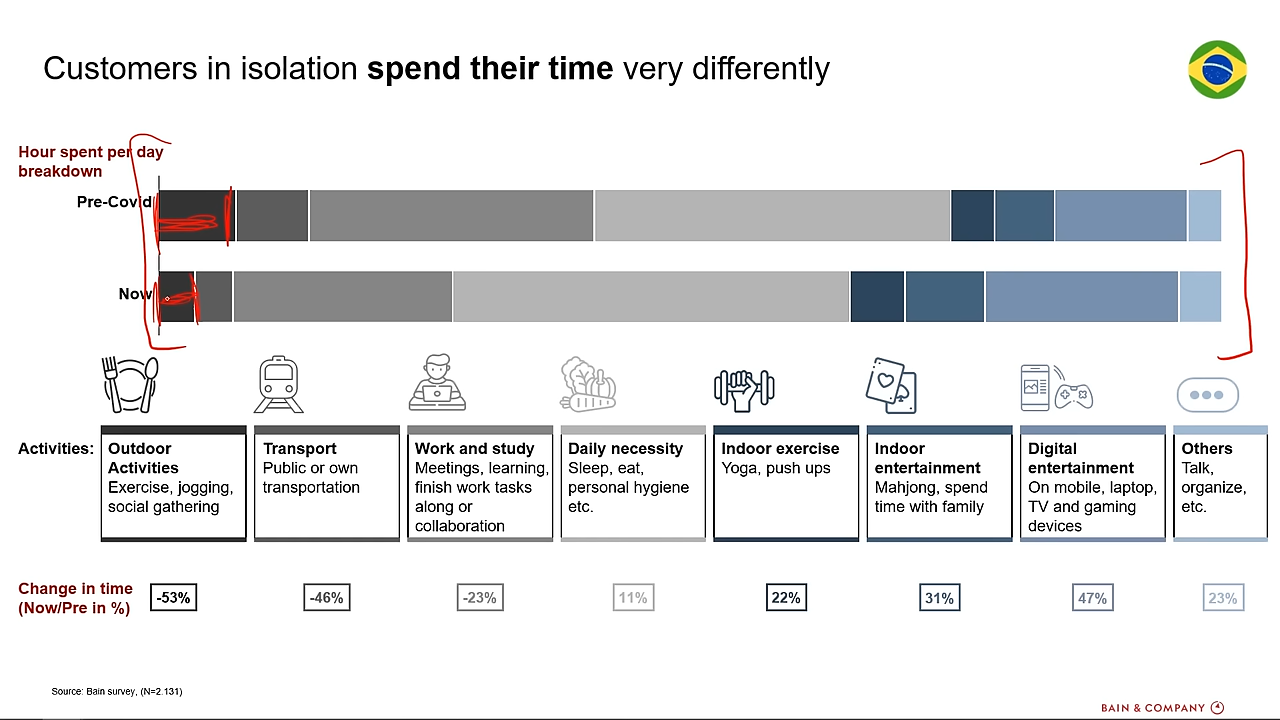 Customers in isolation spend their time very differently
Hour spent per day
breakdown
Pre-Covid
Now
Activities:
Outdoor
Activities
Exercise, jogging,
social gathering
Transport
Public or own
transportation
Work and study
Meetings, learning,
finish work tasks
along or
collaboration
Daily necessity
Sleep, eat,
personal hygiene
etc.
Indoor exercise
Yoga, push ups
Indoor
entertainment
Mahjong, spend
time with family
Digital
entertainment
On mobile, laptop,
TV and gaming
devices
Others
Talk,
organize,
etc.
Change in time
(Now/Pre in %)
-53%
-46%
-23%
11%
22%
31%
47%
23%
Source: Bain survey, (N=2.131)
BAIN & COMPANY